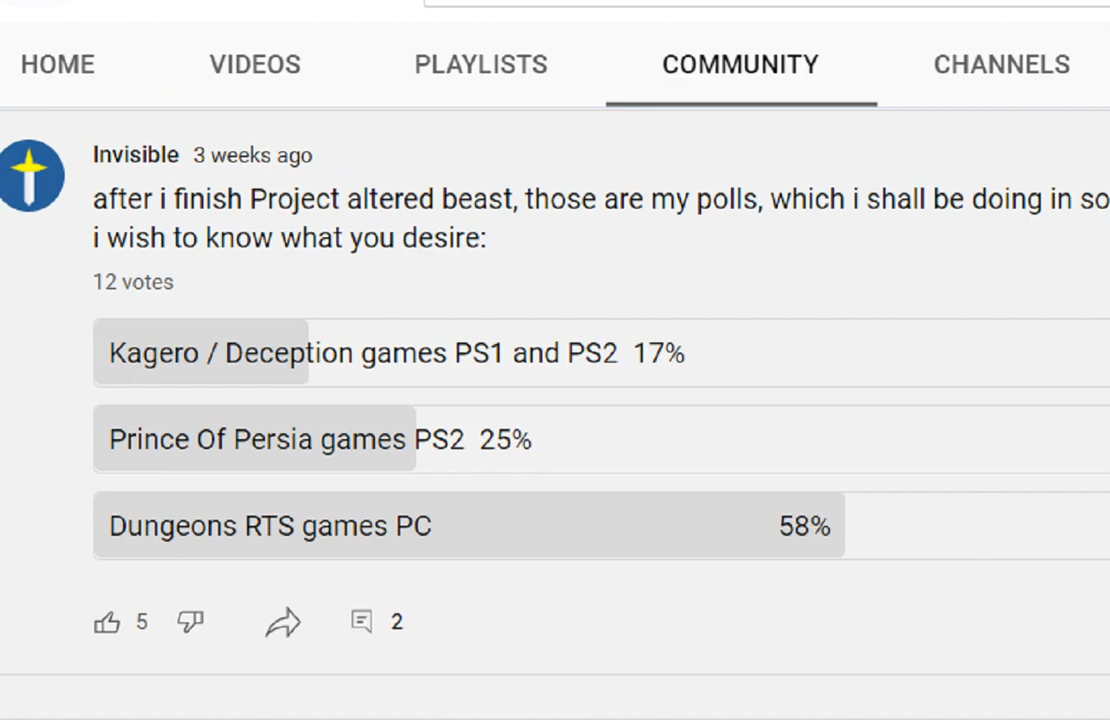 HOME VIDEOS PLAYLISTS COMMUNITY CHANNELS
Invisible 3 weeks ago
after i finish Project altered beast, those are my polls, which i shall be doing in so
i wish to know what you desire:
12 votes
Kagero / Deception games PS1 and PS2 17%
Prince Of Persia games PS2 25%
Dungeons RTS games PC 58%
5 2